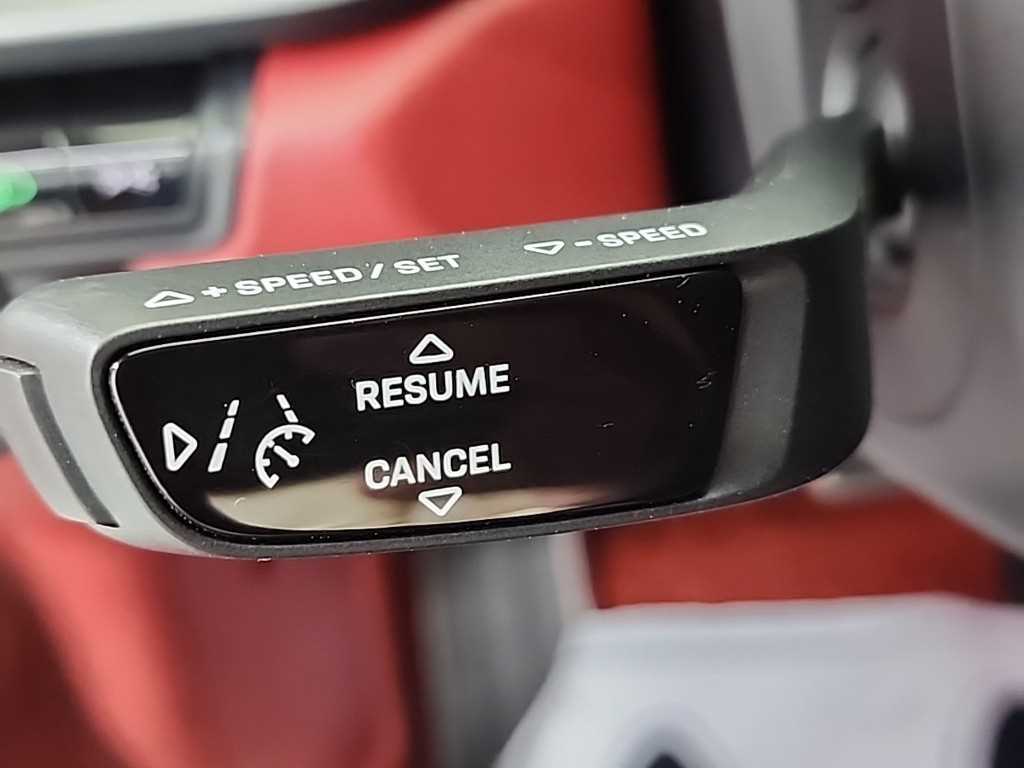 + SPEED / SET
- SPEED
RESUME
CANCEL